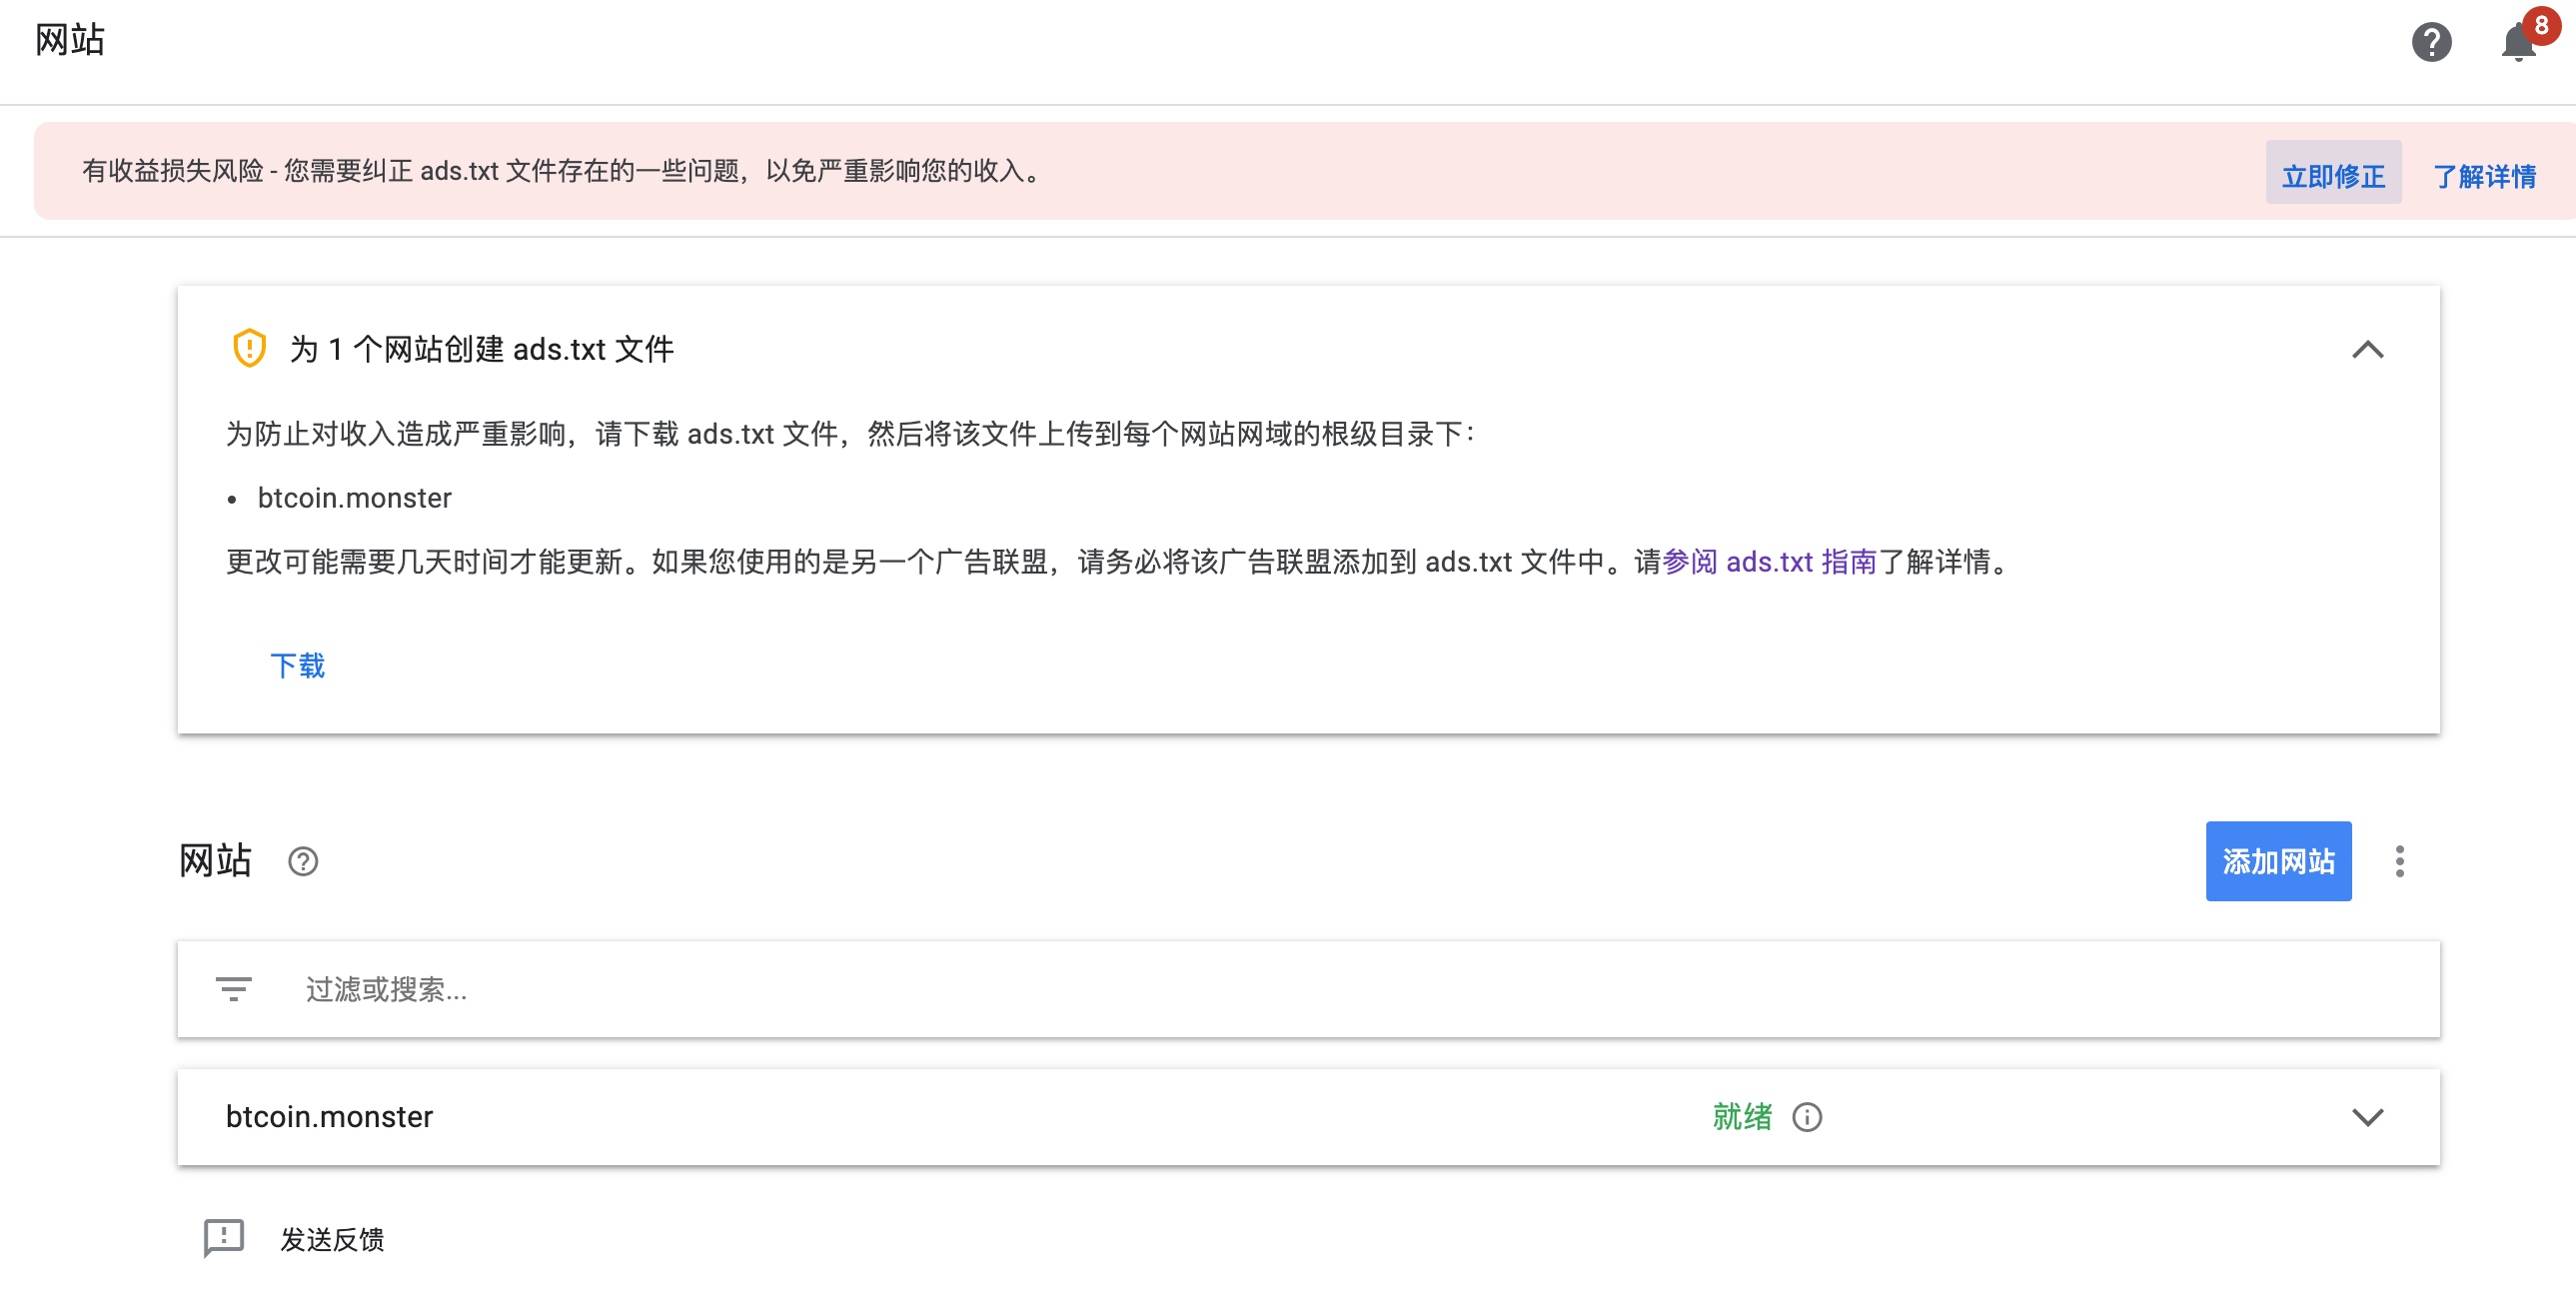 网站
8
有收益损失风险 - 您需要纠正 ads.txt 文件存在的一些问题，以免严重影响您的收入。
立即修正
了解详情
为 1 个网站创建 ads.txt 文件
为防止对收入造成严重影响，请下载 ads.txt 文件，然后将该文件上传到每个网站网域的根级目录下：
• btcoin.monster
更改可能需要几天时间才能更新。如果您使用的是另一个广告联盟，请务必将该广告联盟添加到 ads.txt 文件中。请参阅 ads.txt 指南了解详情。
下载
网站
添加网站
过滤或搜索...
btcoin.monster
就绪
发送反馈